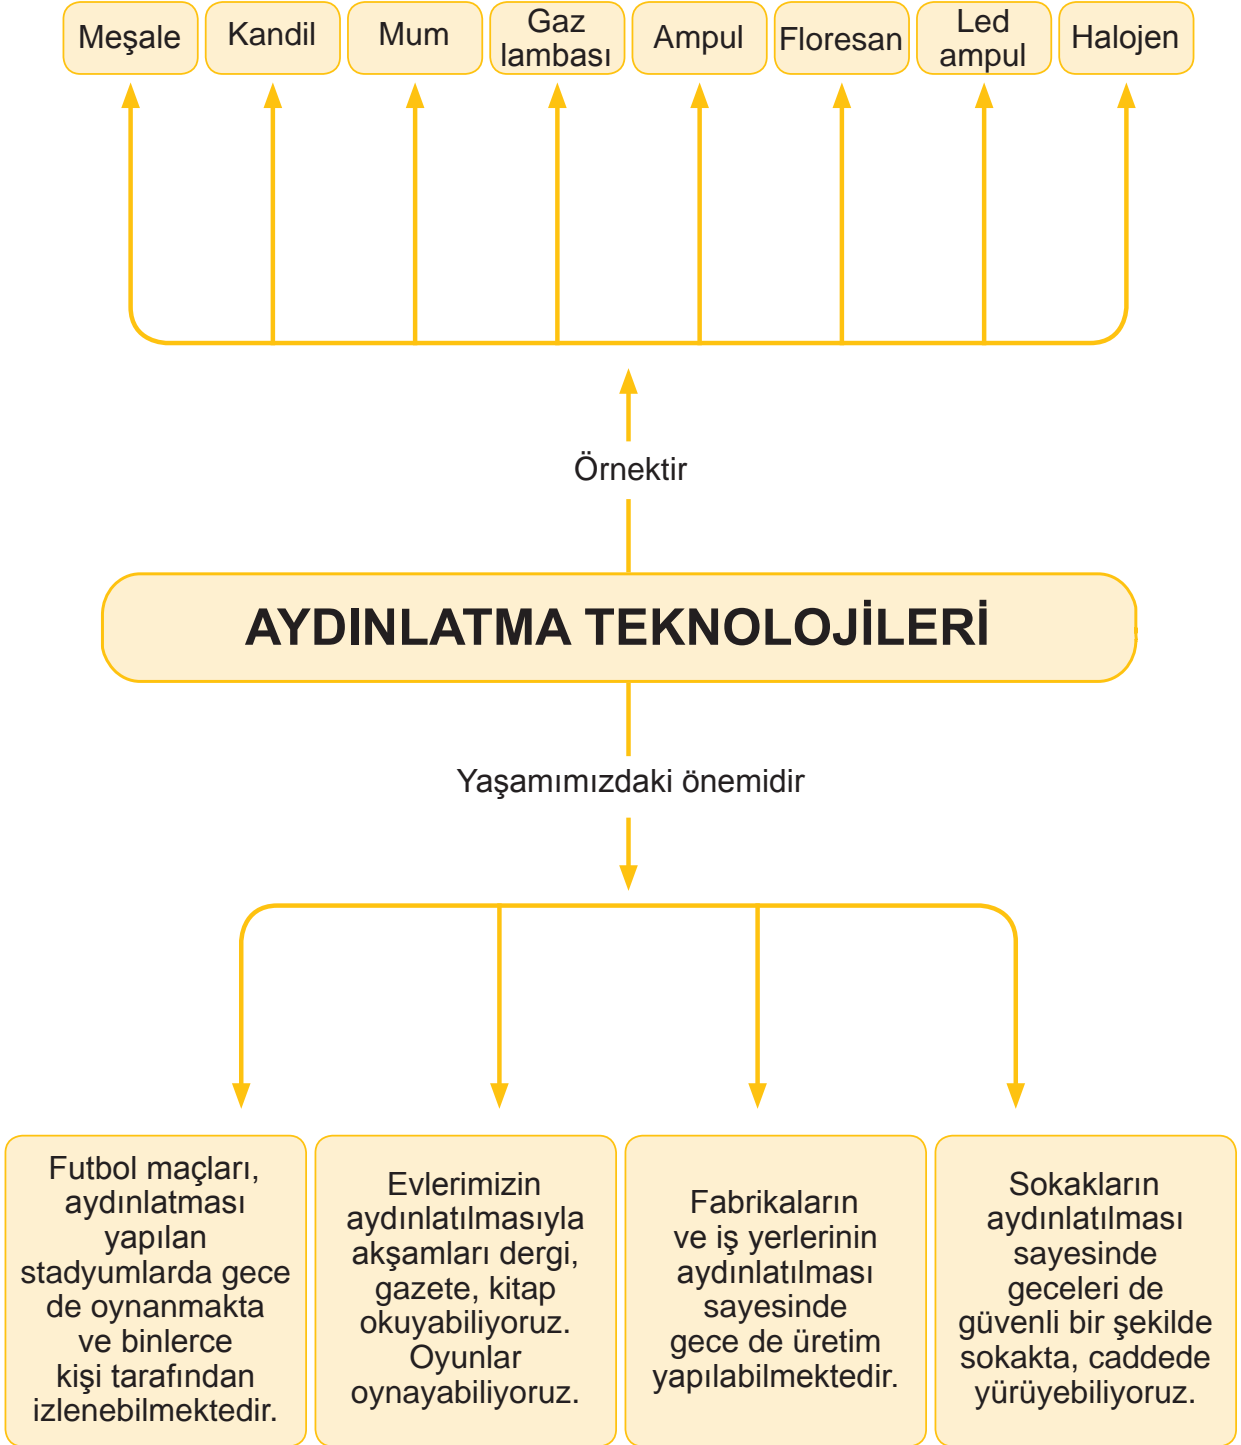 Meşale
Kandil
Mum
Gaz
lambası
Ampul
Floresan
Led
ampul
Halojen
Örnektir
AYDINLATMA TEKNOLOJİLERİ
Yaşamımızdaki önemidir
Futbol maçları,
aydınlatması
yapılan
stadyumlarda gece
de oynanmakta
ve binlerce
kişi tarafından
izlenebilmektedir.
Evlerimizin
aydınlatılmasıyla
akşamları dergi,
gazete, kitap
okuyabiliyoruz.
Oyunlar
oynayabiliyoruz.
Fabrikaların
ve iş yerlerinin
aydınlatılması
sayesinde
gece de üretim
yapılabilmektedir.
Sokakların
aydınlatılması
sayesinde
geceleri de
güvenli bir şekilde
sokakta, caddede
yürüyebiliyoruz.